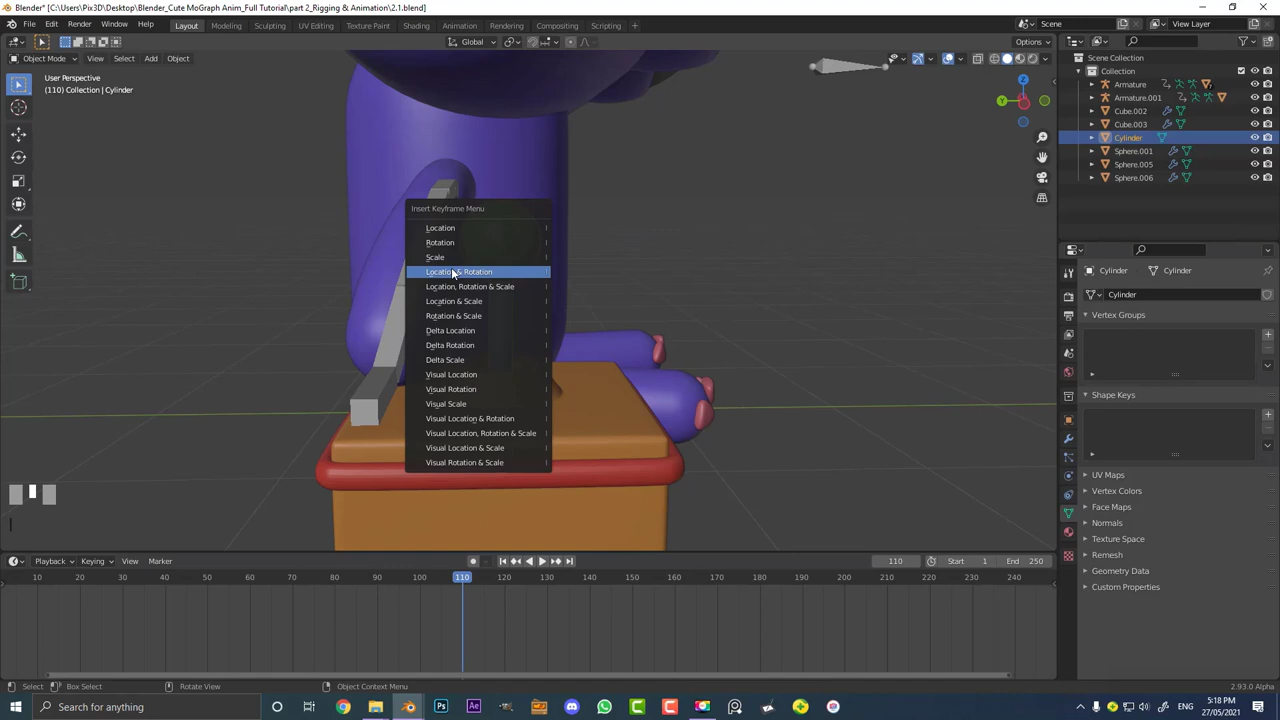 Blender* [C:\Users\Pix3D\Desktop\Blender_Cute MoGraph Anim_Full Tutorial\part 2_Rigging & Animation\2.1.blend]
File Edit Render Window Help Layout Modeling Sculpting UV Editing Texture Paint Shading Animation Rendering Compositing Scripting + Scene View Layer
Global Options
Object Mode View Select Add Object
User Perspective
(110) Collection | Cylinder
Scene Collection
Collection
Armature
Armature.001
Cube.002
Cube.003
Cylinder
Sphere.001
Sphere.005
Sphere.006
Insert Keyframe Menu
Location I
Rotation I
Scale I
Location & Rotation I
Location, Rotation & Scale I
Location & Scale I
Rotation & Scale I
Delta Location I
Delta Rotation I
Delta Scale I
Visual Location I
Visual Rotation I
Visual Scale I
Visual Location & Rotation I
Visual Location, Rotation & Scale I
Visual Location & Scale I
Visual Rotation & Scale I
Cylinder Cylinder
Cylinder
Vertex Groups
Shape Keys
UV Maps
Vertex Colors
Face Maps
Normals
Texture Space
Remesh
Geometry Data
Custom Properties
Playback Keying View Marker 110 Start 1 End 250
10 20 30 40 50 60 70 80 90 100 110 120 130 140 150 160 170 180 190 200 210 220 230 240
Select Box Select Rotate View Object Context Menu 2.93.0 Alpha
Search for anything
5:18 PM
27/05/2021